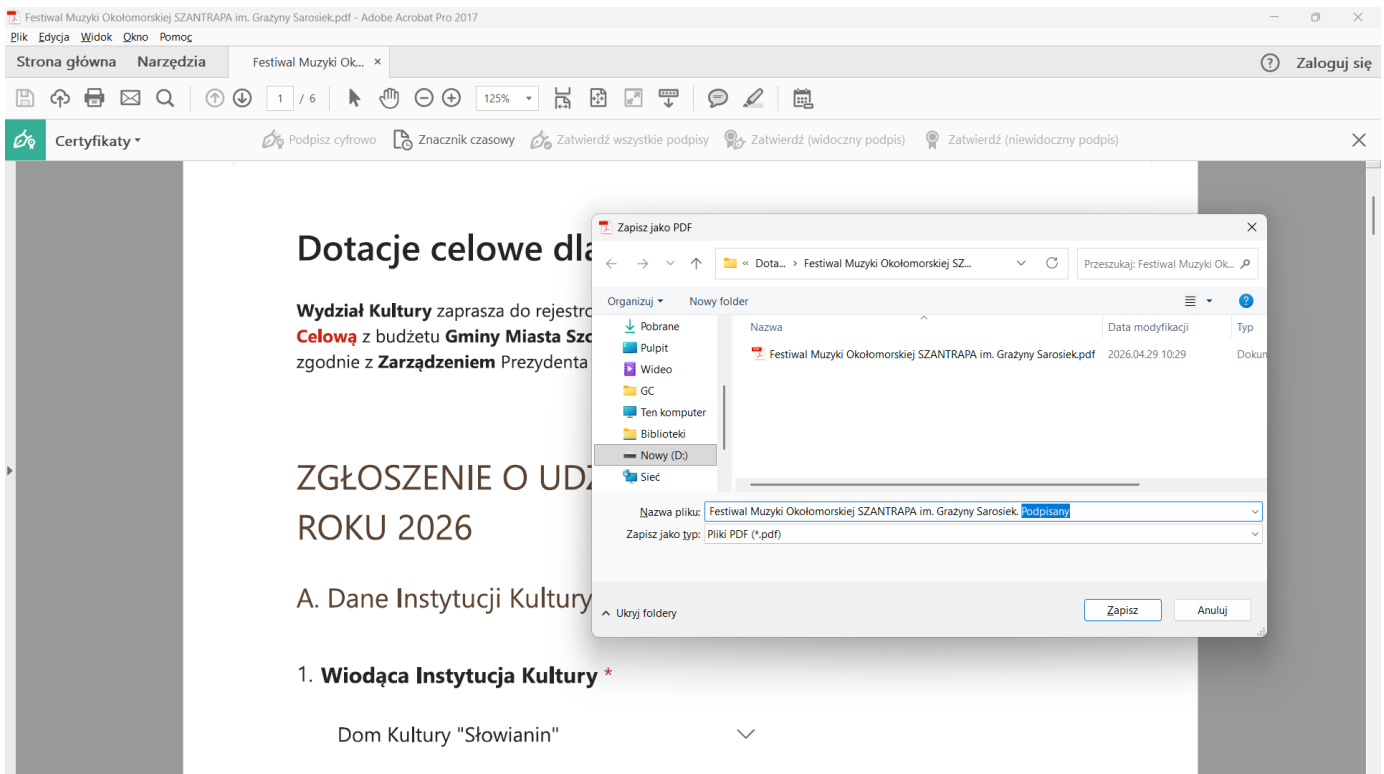 Festiwal Muzyki Okołomorskiej SZANTRAPA im. Grażyny Sarosiek.pdf - Adobe Acrobat Pro 2017
Plik Edycja Widok Okno Pomoc
Strona główna Narzędzia Festiwal Muzyki Ok... × Zaloguj się
1 / 6 125%
Certyfikaty Podpisz cyfrowo Znacznik czasowy Zatwierdź wszystkie podpisy Zatwierdź (widoczny podpis) Zatwierdź (niewidoczny podpis)
Dotacje celowe dla
Wydział Kultury zaprasza do rejestro
Celową z budżetu Gminy Miasta Szc
zgodnie z Zarządzeniem Prezydenta
ZGŁOSZENIE O UDZ
ROKU 2026
A. Dane Instytucji Kultury
1. Wiodąca Instytucja Kultury *
Dom Kultury "Słowianin"
Zapisz jako PDF
« Dota... › Festiwal Muzyki Okołomorskiej SZ... Przeszukaj: Festiwal Muzyki Ok...
Organizuj Nowy folder
Pobrane
Pulpit
Wideo
GC
Ten komputer
Biblioteki
Nowy (D:)
Sieć
Nazwa Data modyfikacji Typ
Festiwal Muzyki Okołomorskiej SZANTRAPA im. Grażyny Sarosiek.pdf 2026.04.29 10:29 Dokun
Nazwa pliku: Festiwal Muzyki Okołomorskiej SZANTRAPA im. Grażyny Sarosiek. Podpisany
Zapisz jako typ: Pliki PDF (*.pdf)
Ukryj foldery Zapisz Anuluj